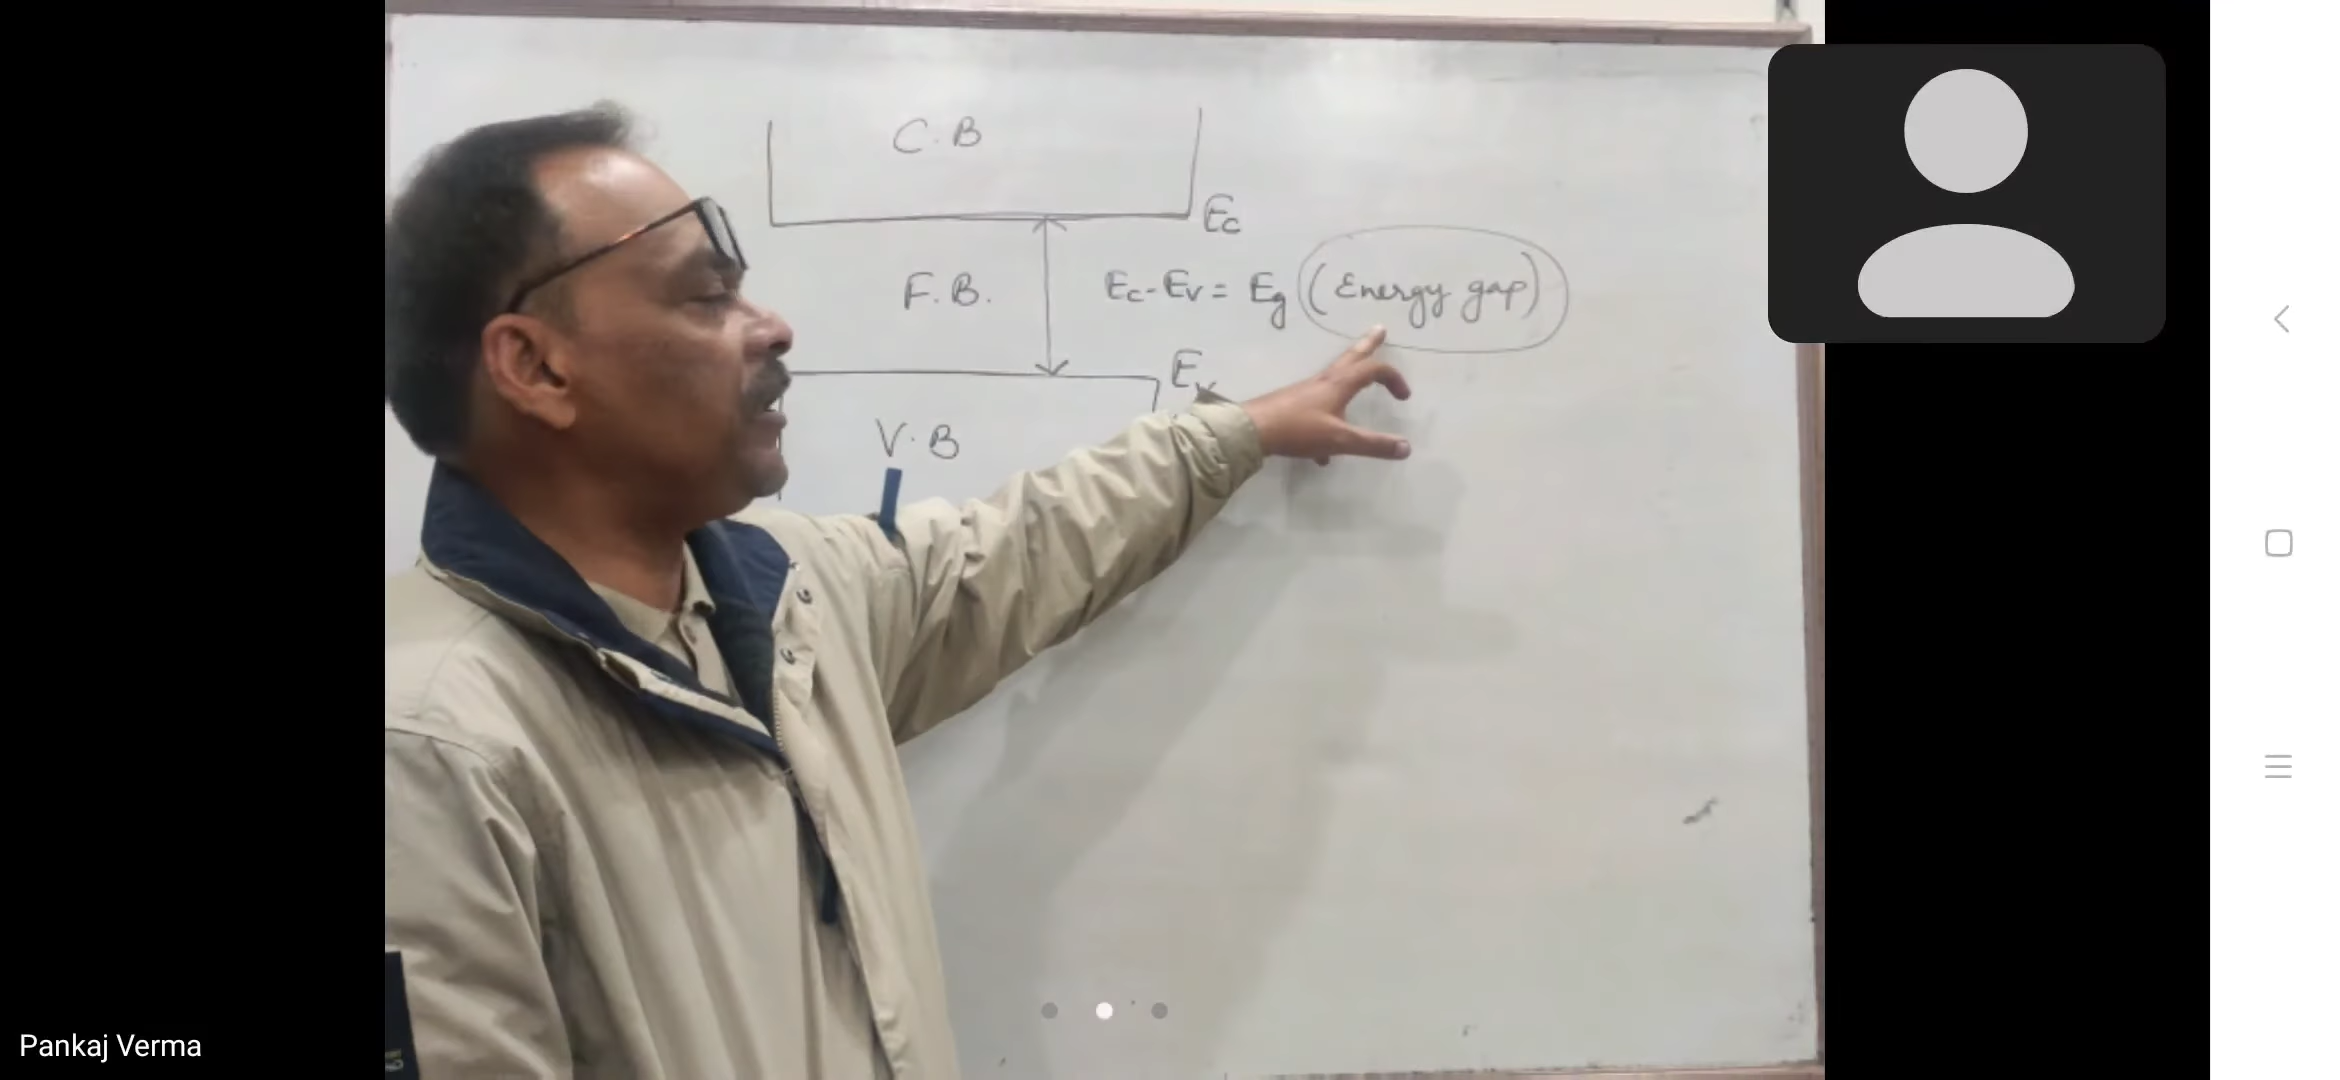 C.B
Ec
F.B.
Ec-Ev = Eg (Energy gap)
Ev
V.B
Pankaj Verma